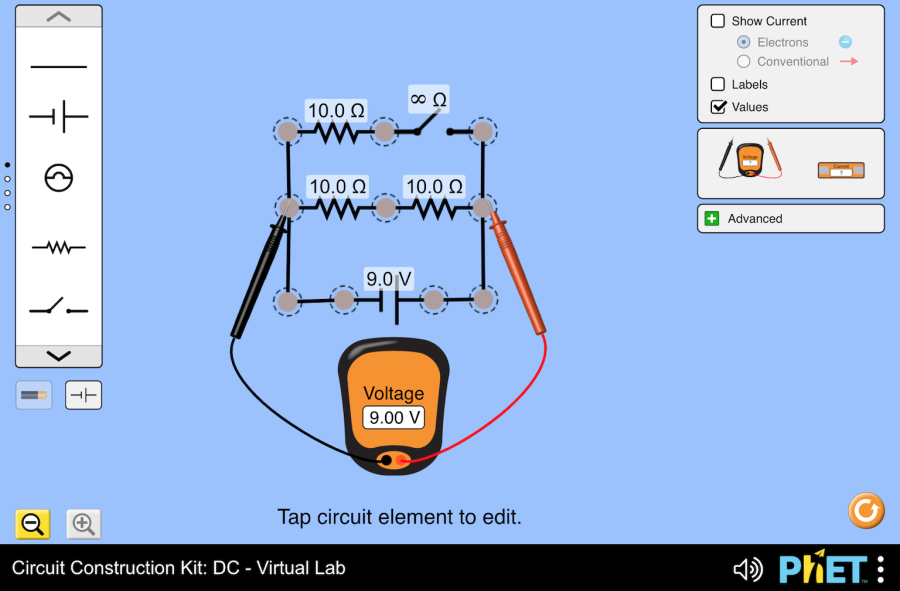 Show Current
Electrons
Conventional
Labels
Values
∞ Ω
10.0 Ω
10.0 Ω
10.0 Ω
9.0 V
Voltage
?
Current
?
Advanced
Voltage
9.00 V
Tap circuit element to edit.
Circuit Construction Kit: DC - Virtual Lab
PhET